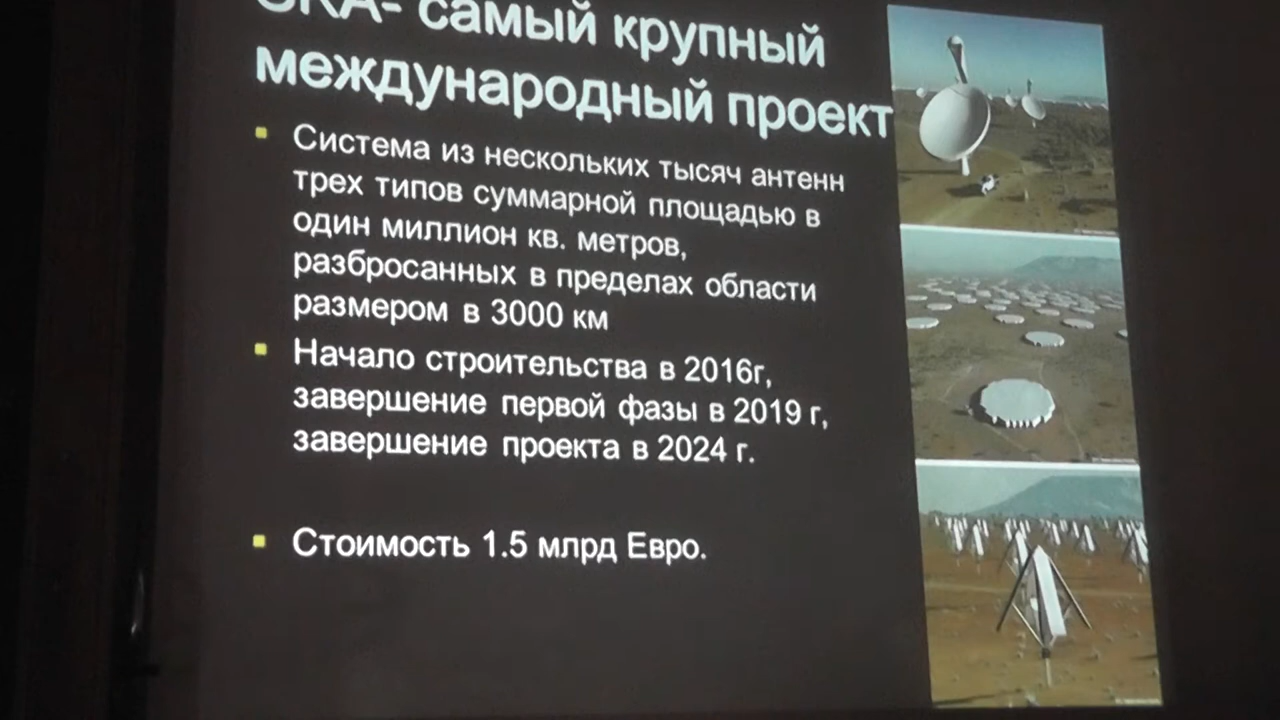 SKA- самый крупный
международный проект
Система из нескольких тысяч антенн
трех типов суммарной площадью в
один миллион кв. метров,
разбросанных в пределах области
размером в 3000 км
Начало строительства в 2016г,
завершение первой фазы в 2019 г,
завершение проекта в 2024 г.
Стоимость 1.5 млрд Евро.